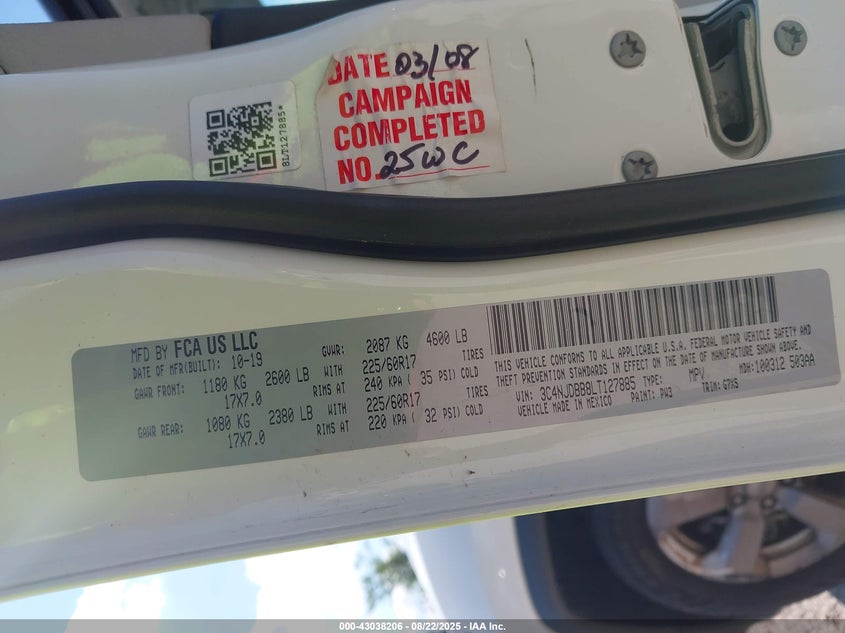 DATE 03/08
CAMPAIGN
COMPLETED
NO. 25WC
8LT127885*
MFD BY FCA US LLC
DATE OF MFR(BUILT): 10-19 GVWR: 2087 KG 4600 LB
GAWR FRONT: 1180 KG 2600 LB WITH 225/60R17 TIRES
17X7.0 RIMS AT 240 KPA ( 35 PSI) COLD
GAWR REAR: 1080 KG 2380 LB WITH 225/60R17 TIRES
17X7.0 RIMS AT 220 KPA ( 32 PSI) COLD
THIS VEHICLE CONFORMS TO ALL APPLICABLE U.S.A. FEDERAL MOTOR VEHICLE SAFETY AND
THEFT PREVENTION STANDARDS IN EFFECT ON THE DATE OF MANUFACTURE SHOWN ABOVE.
VIN: 3C4NJDBB8LT127885 TYPE: MPV MDH: 100312 503AA
VEHICLE MADE IN MEXICO PAINT: PW3 TRIM: G7XS
000-43038206 - 08/22/2025 - IAA Inc.